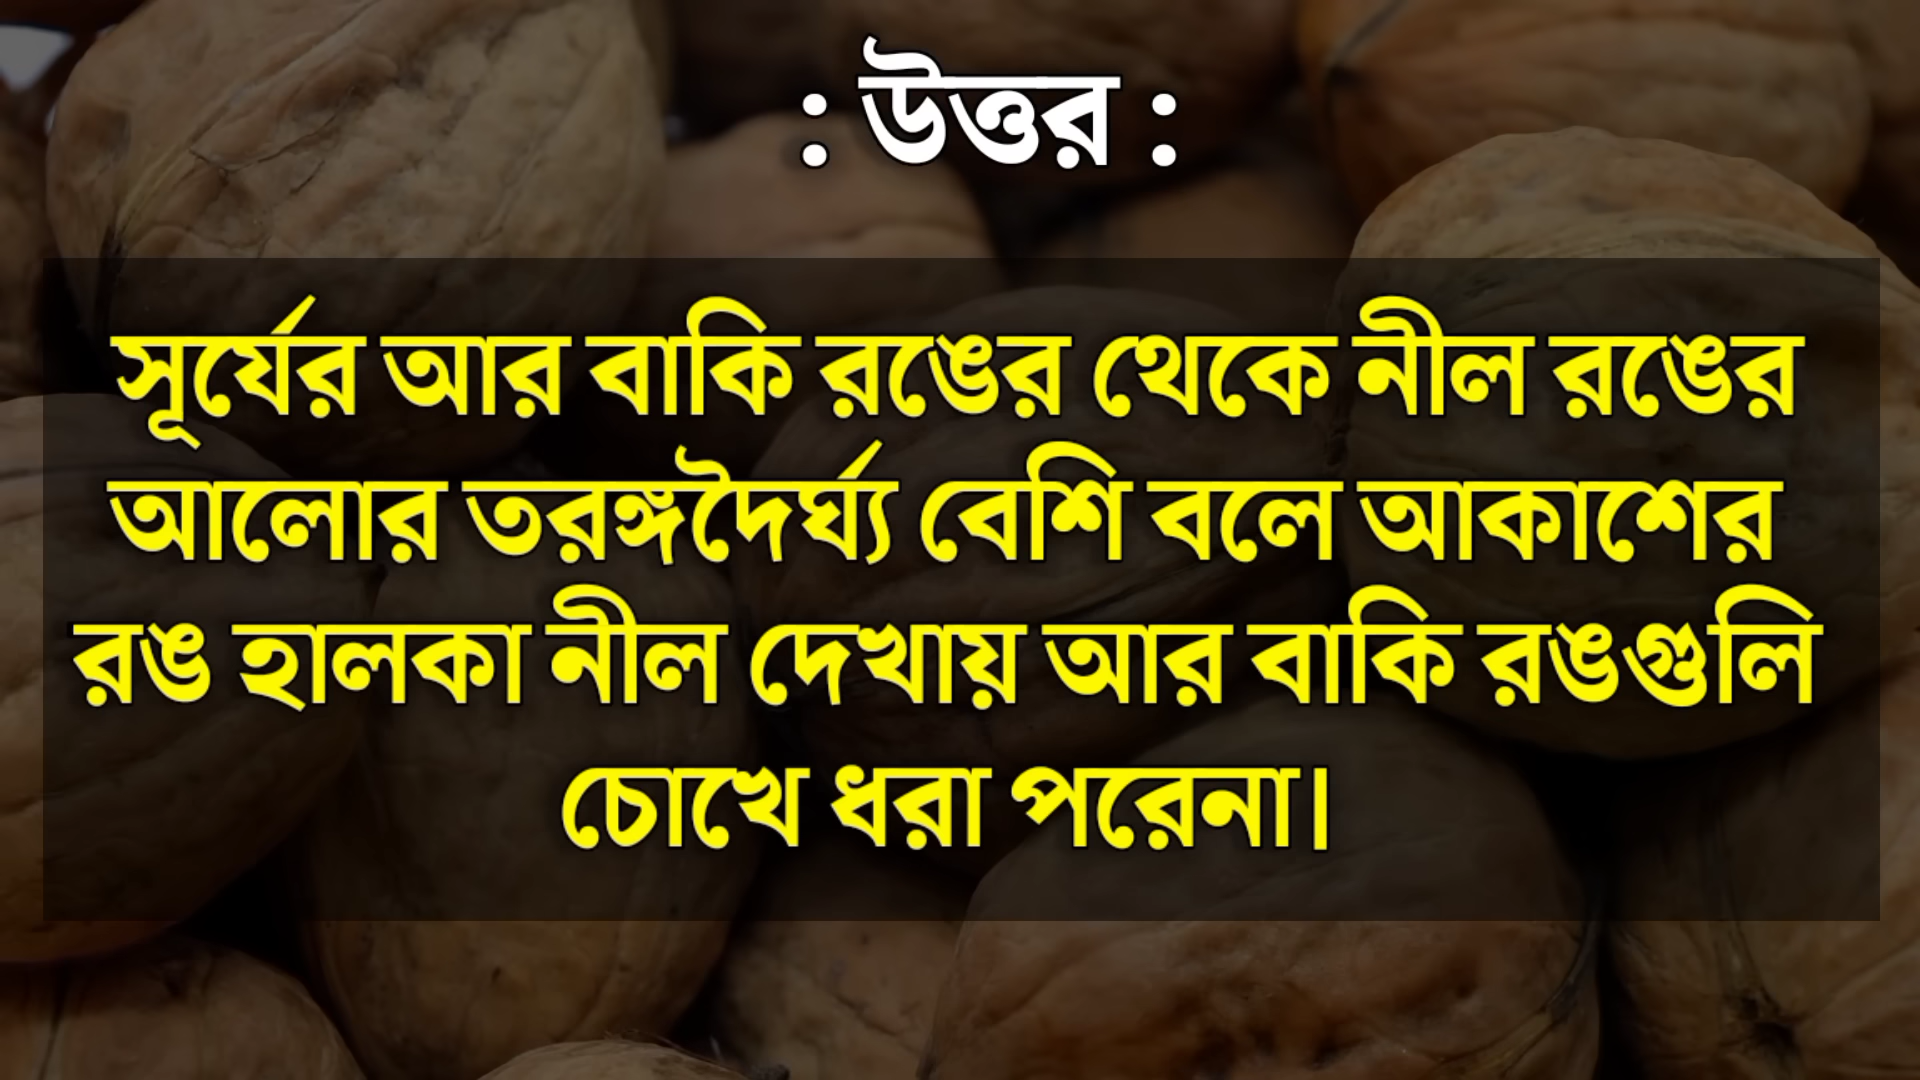 : উত্তর :
সূর্যের আর বাকি রঙের থেকে নীল রঙের
আলোর তরঙ্গদৈর্ঘ্য বেশি বলে আকাশের
রঙ হালকা নীল দেখায় আর বাকি রঙগুলি
চোখে ধরা পরেনা।